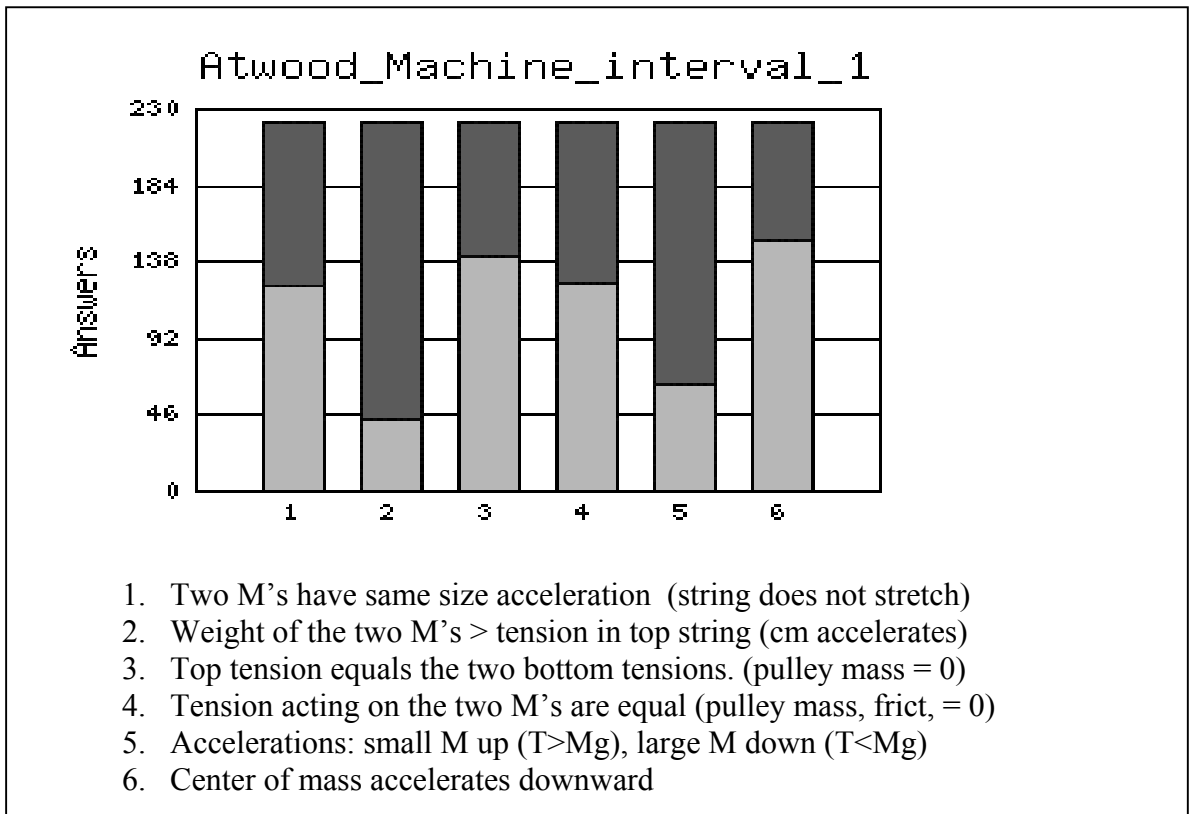 Atwood_Machine_interval_1
230
184
138
92
46
0
Answers
1 2 3 4 5 6
1. Two M's have same size acceleration (string does not stretch)
2. Weight of the two M's > tension in top string (cm accelerates)
3. Top tension equals the two bottom tensions. (pulley mass = 0)
4. Tension acting on the two M's are equal (pulley mass, frict, = 0)
5. Accelerations: small M up (T>Mg), large M down (T<Mg)
6. Center of mass accelerates downward